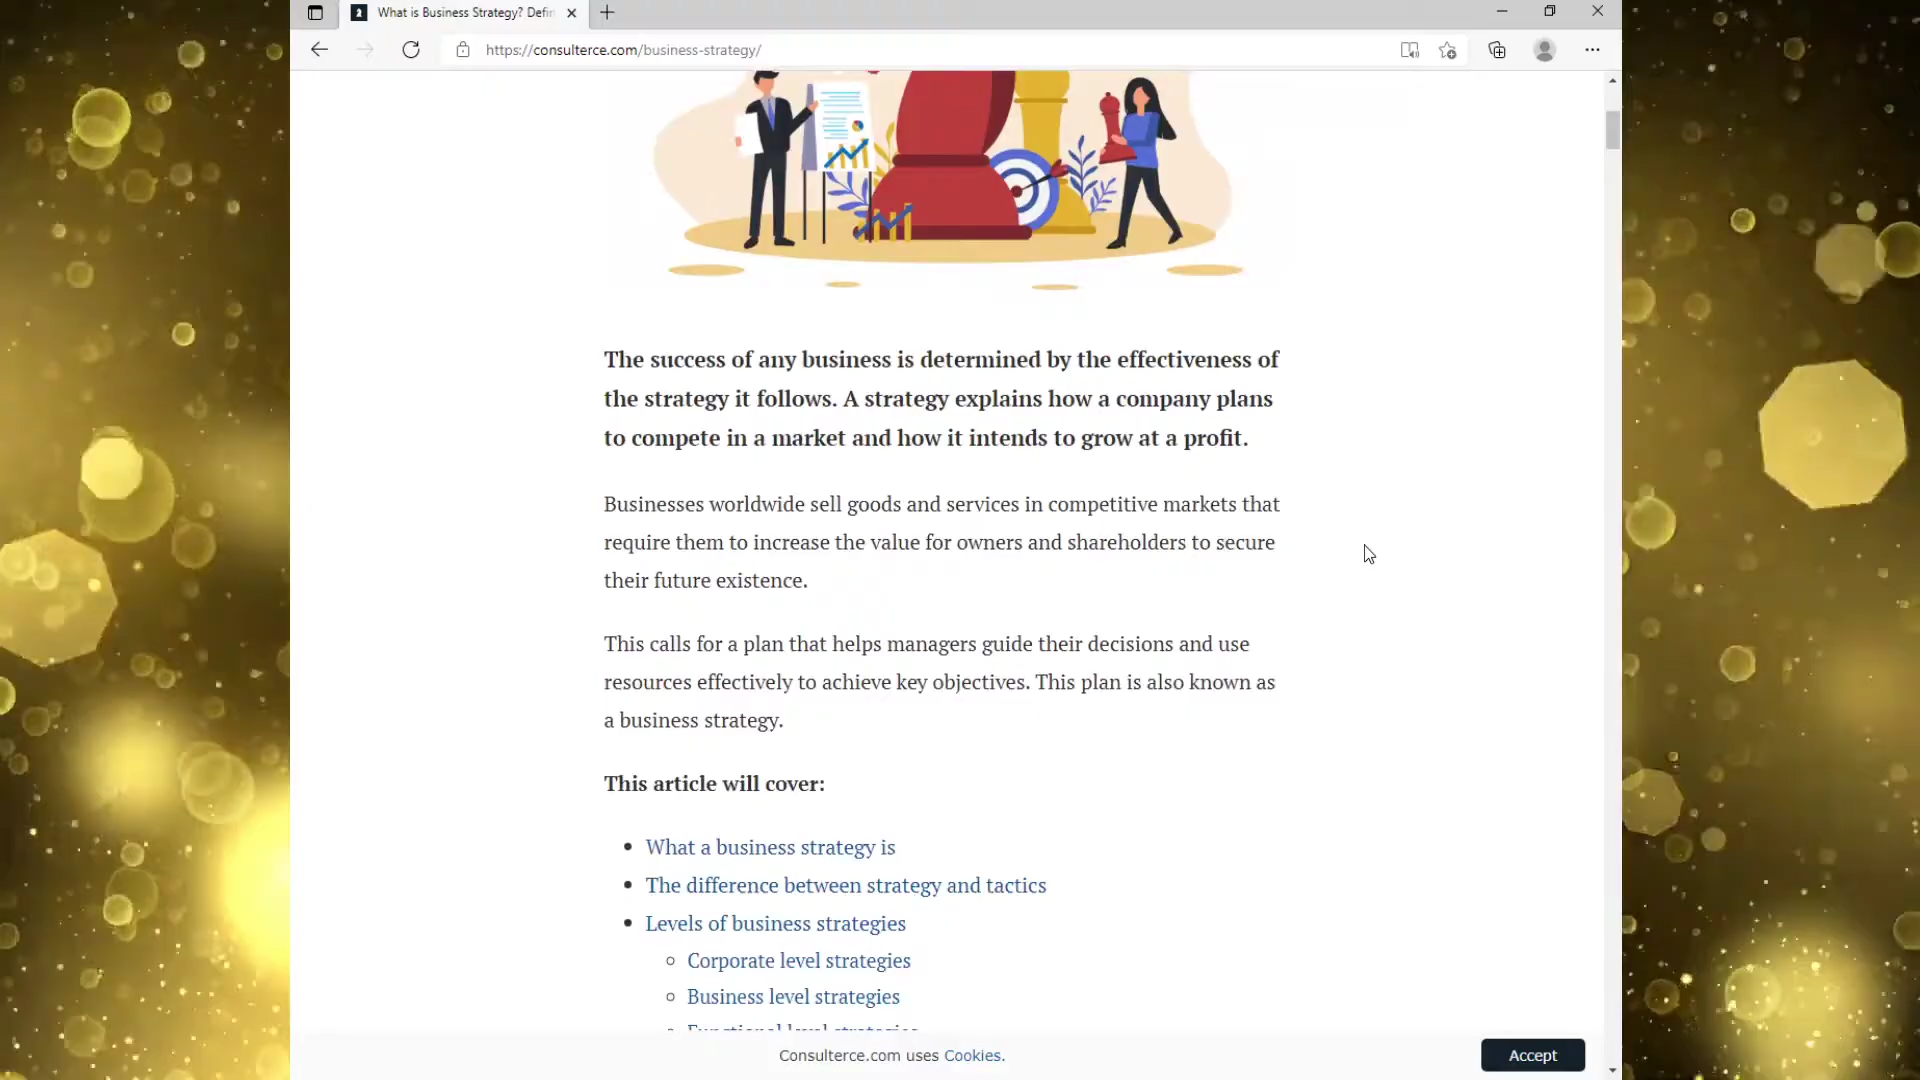 What is Business Strategy? Defin
https://consulterce.com/business-strategy/
The success of any business is determined by the effectiveness of
the strategy it follows. A strategy explains how a company plans
to compete in a market and how it intends to grow at a profit.
Businesses worldwide sell goods and services in competitive markets that
require them to increase the value for owners and shareholders to secure
their future existence.
This calls for a plan that helps managers guide their decisions and use
resources effectively to achieve key objectives. This plan is also known as
a business strategy.
This article will cover:
What a business strategy is
The difference between strategy and tactics
Levels of business strategies
Corporate level strategies
Business level strategies
Functional level strategies
Consulterce.com uses Cookies.
Accept